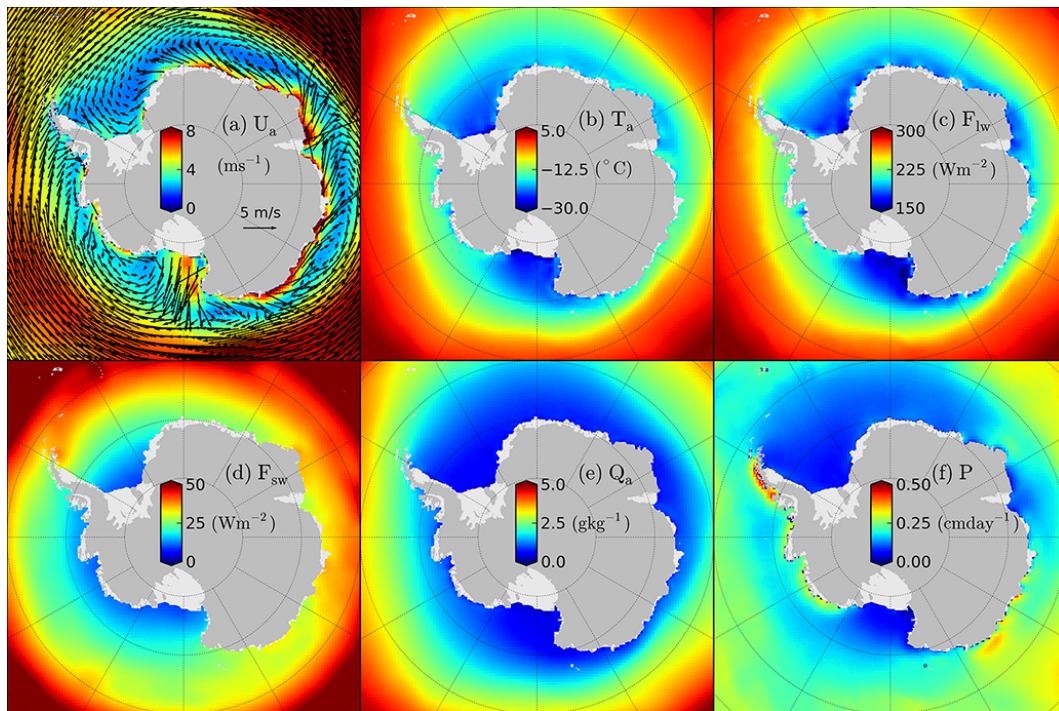 (a) Uₐ
(ms⁻¹)
8
4
0
5 m/s
(b) Tₐ
(°C)
5.0
−12.5
−30.0
(c) F_lw
(Wm⁻²)
300
225
150
(d) F_sw
(Wm⁻²)
50
25
0
(e) Qₐ
(gkg⁻¹)
5.0
2.5
0.0
(f) P
(cmday⁻¹)
0.50
0.25
0.00